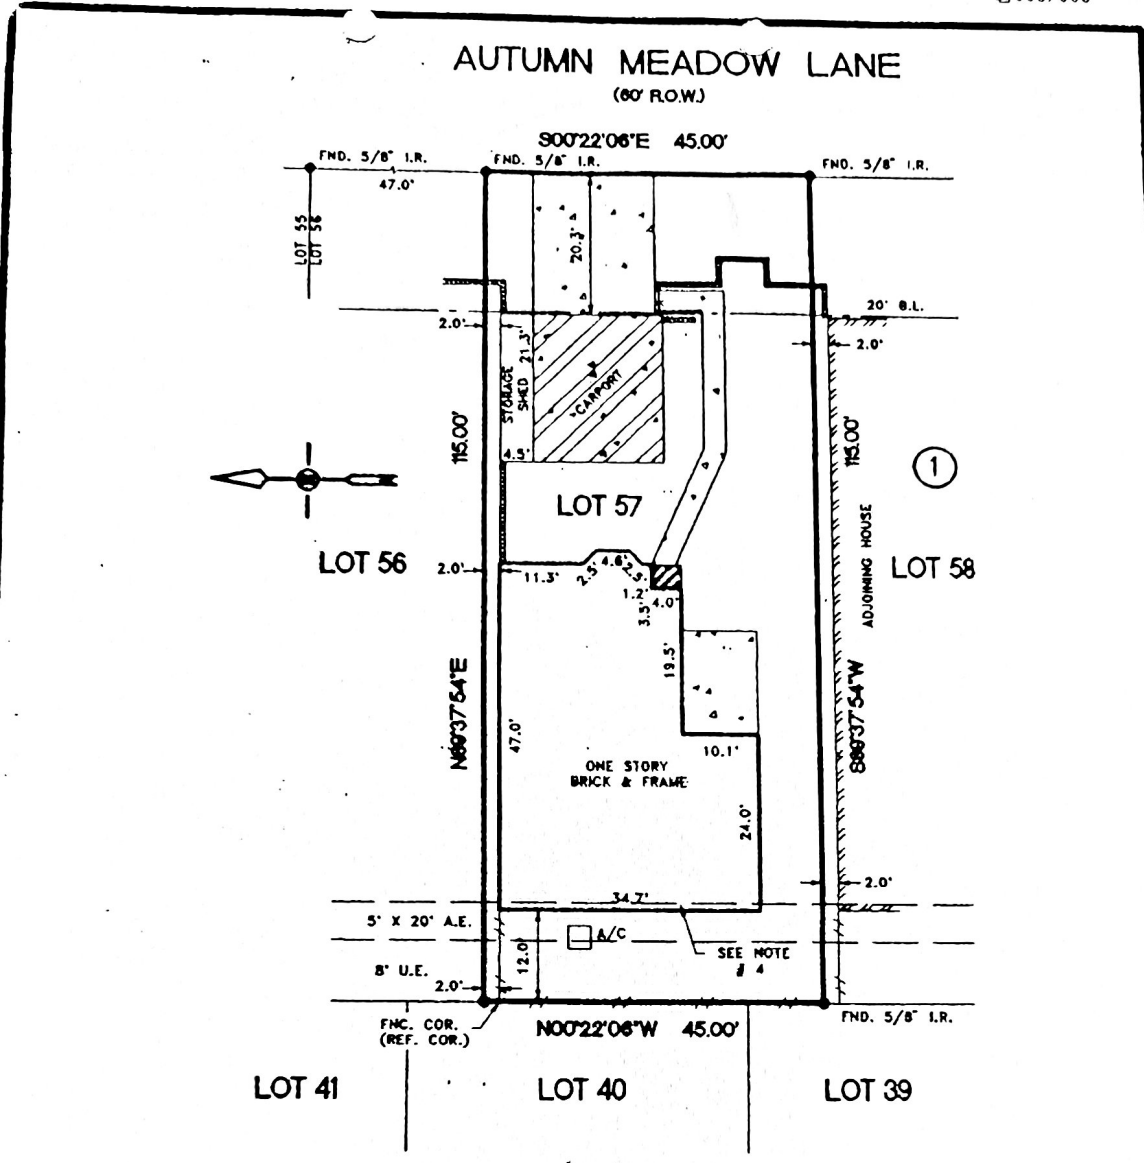 AUTUMN MEADOW LANE
(60' R.O.W.)
S00°22'06"E 45.00'
FND. 5/8" I.R.
FND. 5/8" I.R.
FND. 5/8" I.R.
47.0'
LOT 55
LOT 56
20.3'
20' B.L.
2.0'
2.0'
21.3'
STORAGE
SHED
CARPORT
115.00'
115.00'
4.5'
1
LOT 57
LOT 56
LOT 58
ADJOINING HOUSE
2.0'
11.3'
2.5'
4.6'
2.5'
1.2'
4.0'
3.5'
19.5'
N89°37'54"E
S89°37'54"W
47.0'
10.1'
ONE STORY
BRICK & FRAME
24.0'
2.0'
34.7'
5' X 20' A.E.
A/C
12.0'
SEE NOTE
# 4
8' U.E.
2.0'
FNC. COR.
(REF. COR.)
N00°22'06"W 45.00'
FND. 5/8" I.R.
LOT 41
LOT 40
LOT 39